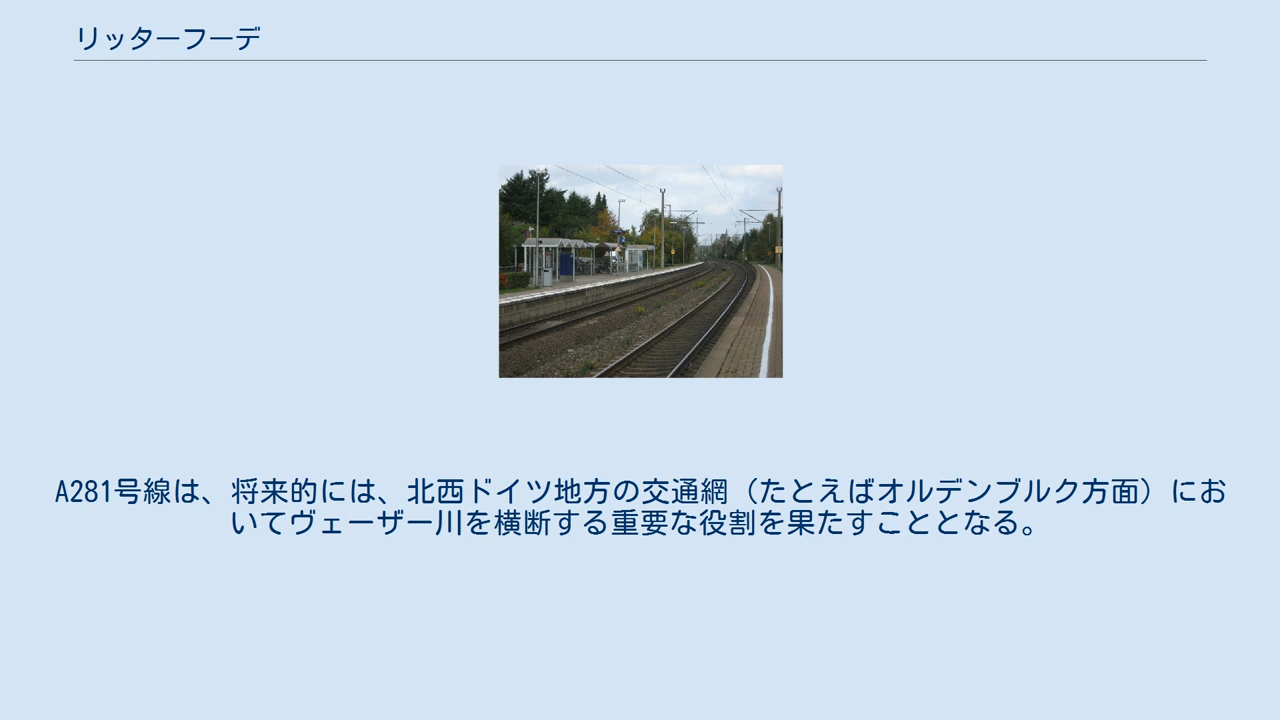 リッターフーデ
A281号線は、将来的には、北西ドイツ地方の交通網（たとえばオルデンブルク方面）にお
いてヴェーザー川を横断する重要な役割を果たすこととなる。